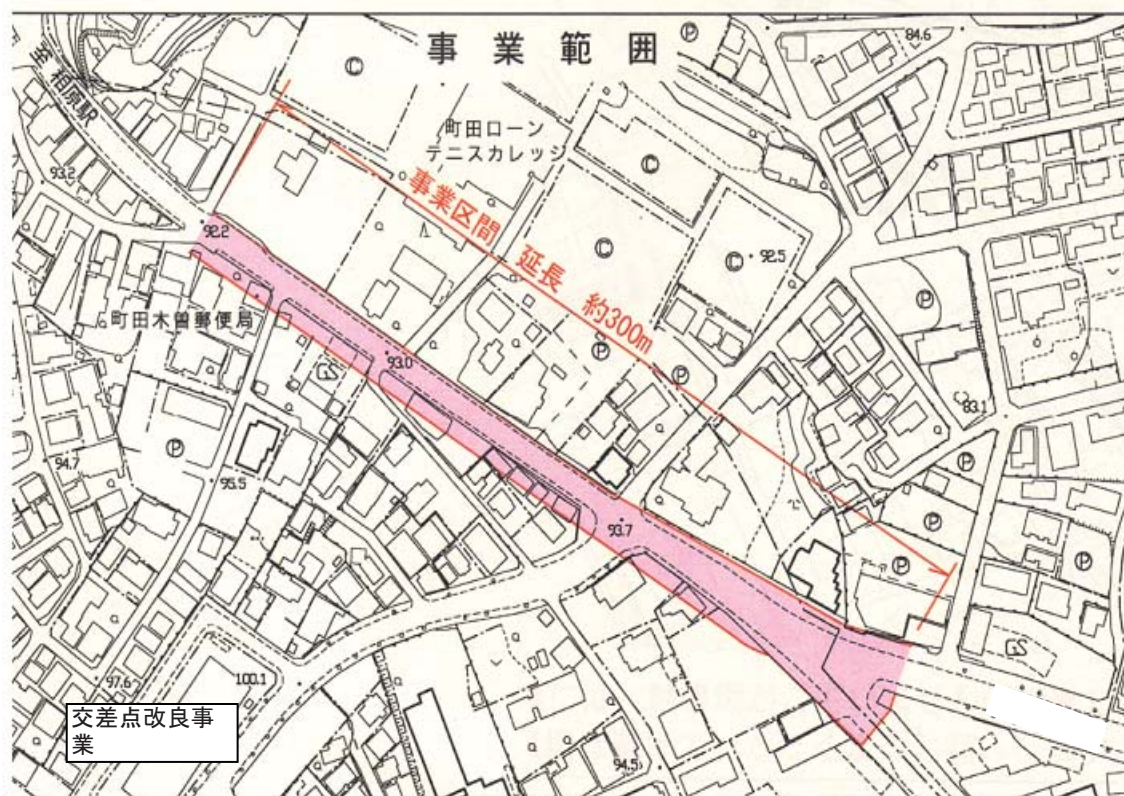 事業範囲
84.6
至 相原駅
町田ローン
テニスカレッジ
93.2
事業区間 延長 約300m
92.2
92.5
町田木曽郵便局
93.0
GS
83.1
94.7
95.5
93.7
GS
97.6
100.1
交差点改良事
業
94.5